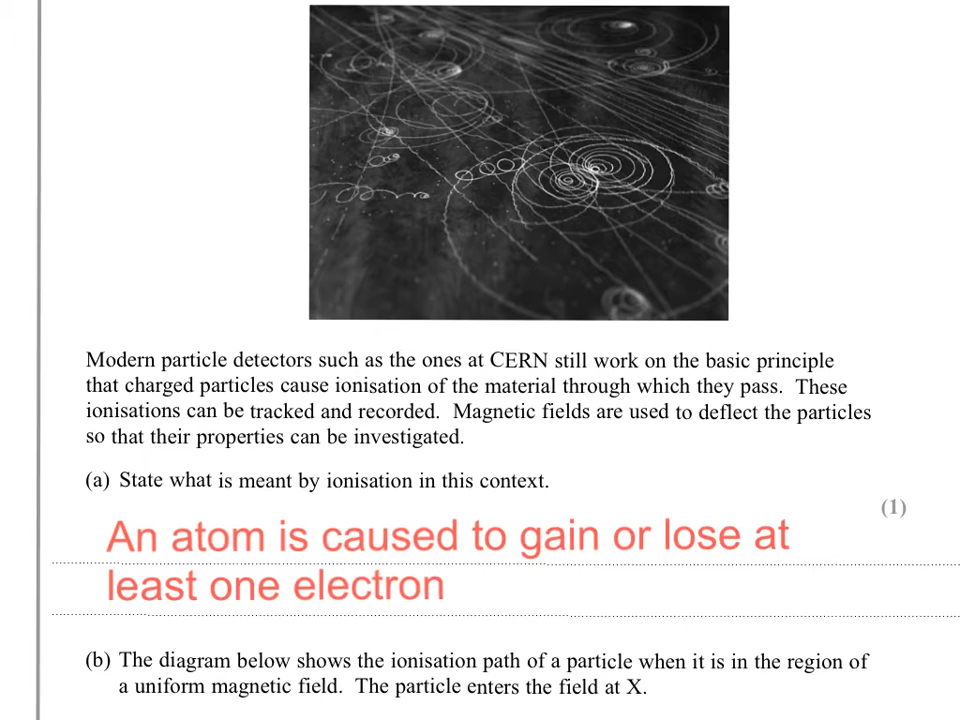 Modern particle detectors such as the ones at CERN still work on the basic principle
that charged particles cause ionisation of the material through which they pass. These
ionisations can be tracked and recorded. Magnetic fields are used to deflect the particles
so that their properties can be investigated.
(a) State what is meant by ionisation in this context.
(1)
An atom is caused to gain or lose at
least one electron
(b) The diagram below shows the ionisation path of a particle when it is in the region of
a uniform magnetic field. The particle enters the field at X.